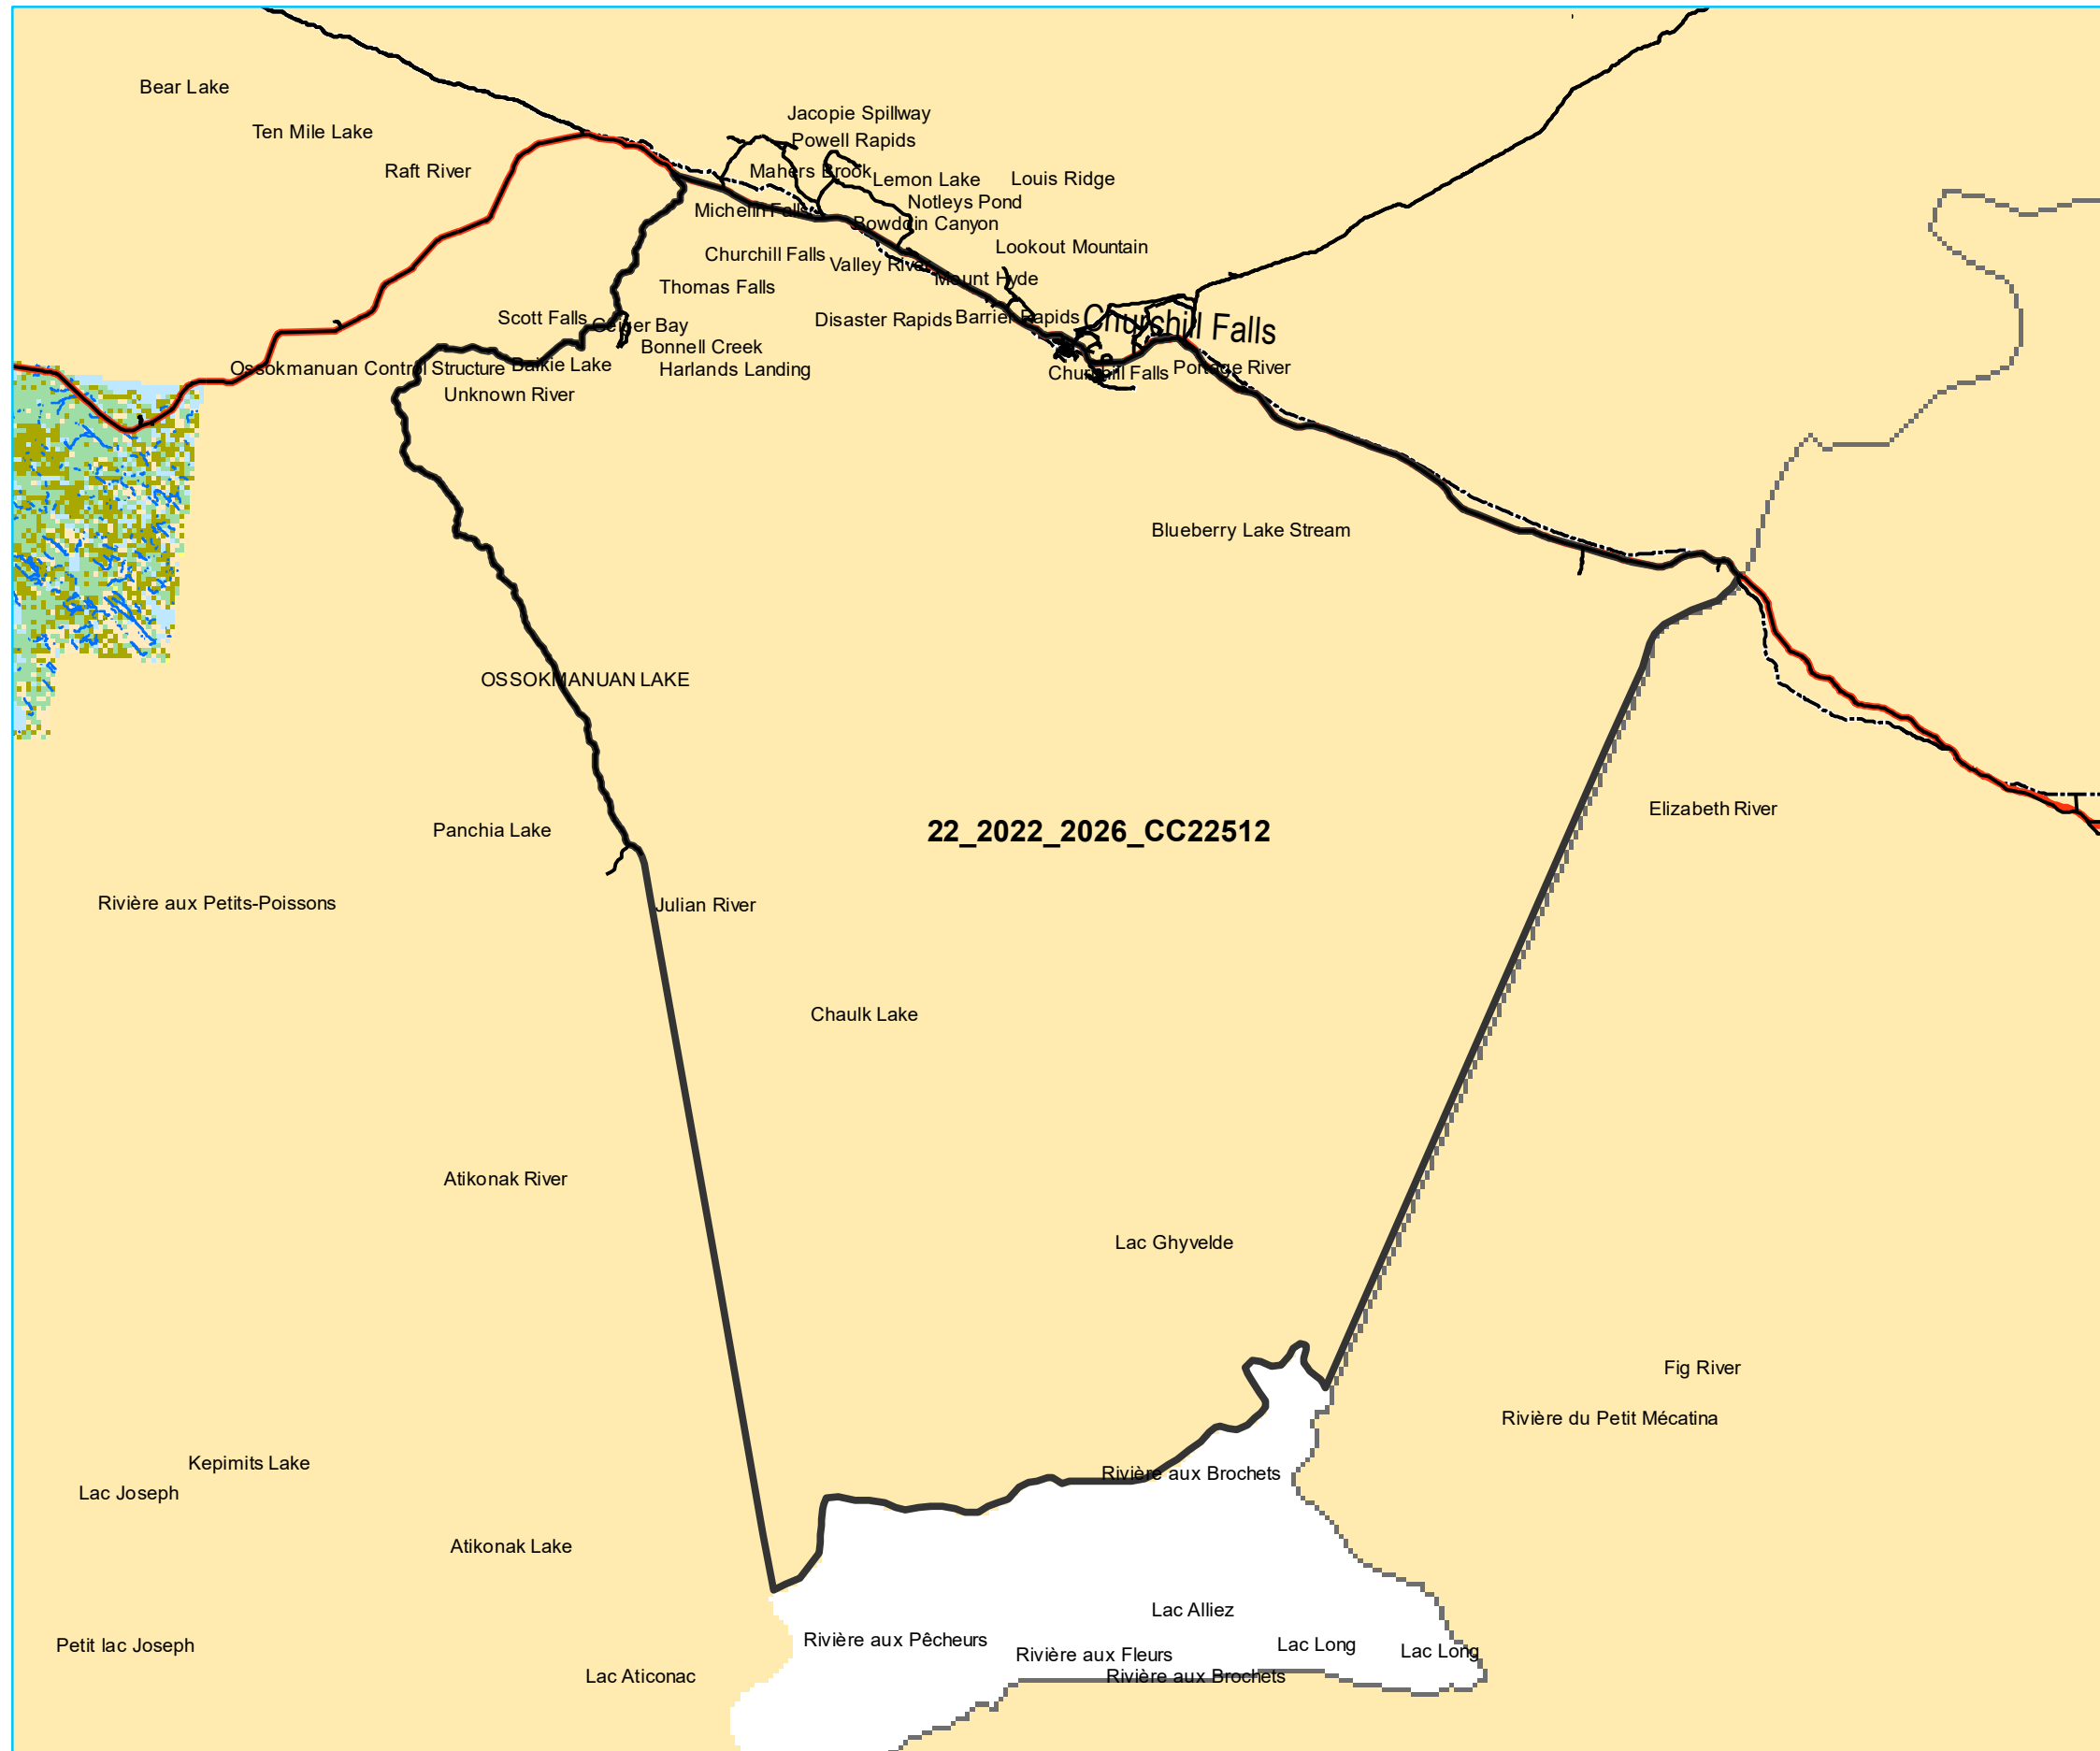 Bear Lake
Jacopie Spillway
Ten Mile Lake
Powell Rapids
Raft River
Mahers Brook
Lemon Lake
Louis Ridge
Notleys Pond
Michelin Falls
Bowdoin Canyon
Lookout Mountain
Churchill Falls
Valley River
Mount Hyde
Thomas Falls
Scott Falls
Geiger Bay
Disaster Rapids
Barrier Rapids
Churchill Falls
Bonnell Creek
Ossokmanuan Control Structure
Baikie Lake
Harlands Landing
Churchill Falls
Portage River
Unknown River
Blueberry Lake Stream
OSSOKMANUAN LAKE
Elizabeth River
Panchia Lake
22_2022_2026_CC22512
Rivière aux Petits-Poissons
Julian River
Chaulk Lake
Atikonak River
Lac Ghyvelde
Fig River
Rivière du Petit Mécatina
Kepimits Lake
Rivière aux Brochets
Lac Joseph
Atikonak Lake
Lac Alliez
Petit lac Joseph
Rivière aux Pêcheurs
Rivière aux Fleurs
Lac Long
Lac Long
Lac Aticonac
Rivière aux Brochets